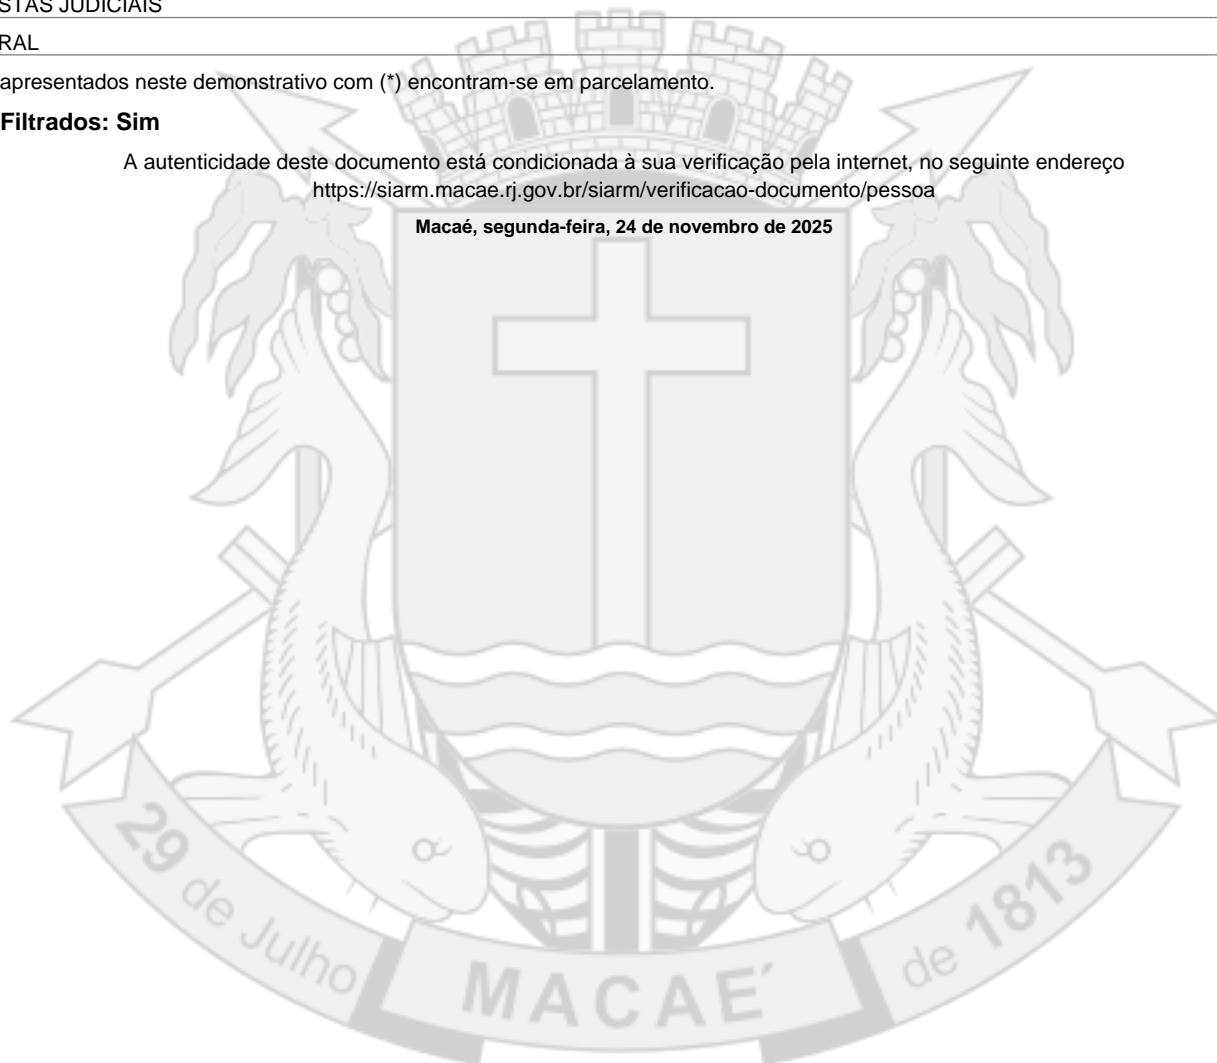 STAS JUDICIAIS
RAL
apresentados neste demonstrativo com (*) encontram-se em parcelamento.
Filtrados: Sim
A autenticidade deste documento está condicionada à sua verificação pela internet, no seguinte endereço
https://siarm.macae.rj.gov.br/siarm/verificacao-documento/pessoa
Macaé, segunda-feira, 24 de novembro de 2025
29 de Julho
MACAE´
de 1813